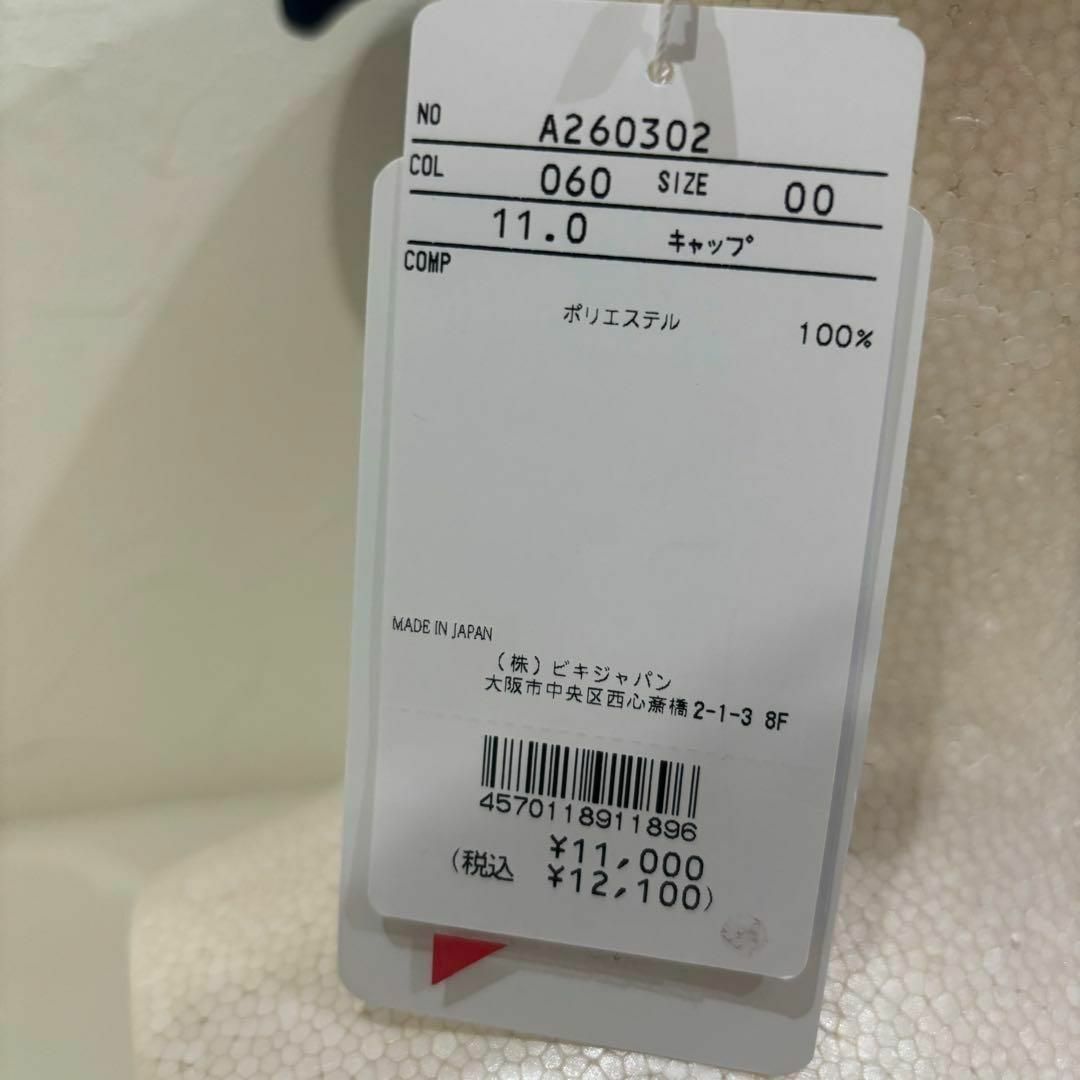 NO A260302
COL 060 SIZE 00
11.0 キャップ
COMP
ポリエステル 100%
MADE IN JAPAN
(株)ビキジャパン
大阪市中央区西心斎橋2-1-3 8F
4570118911896
¥11,000
(税込 ¥12,100)